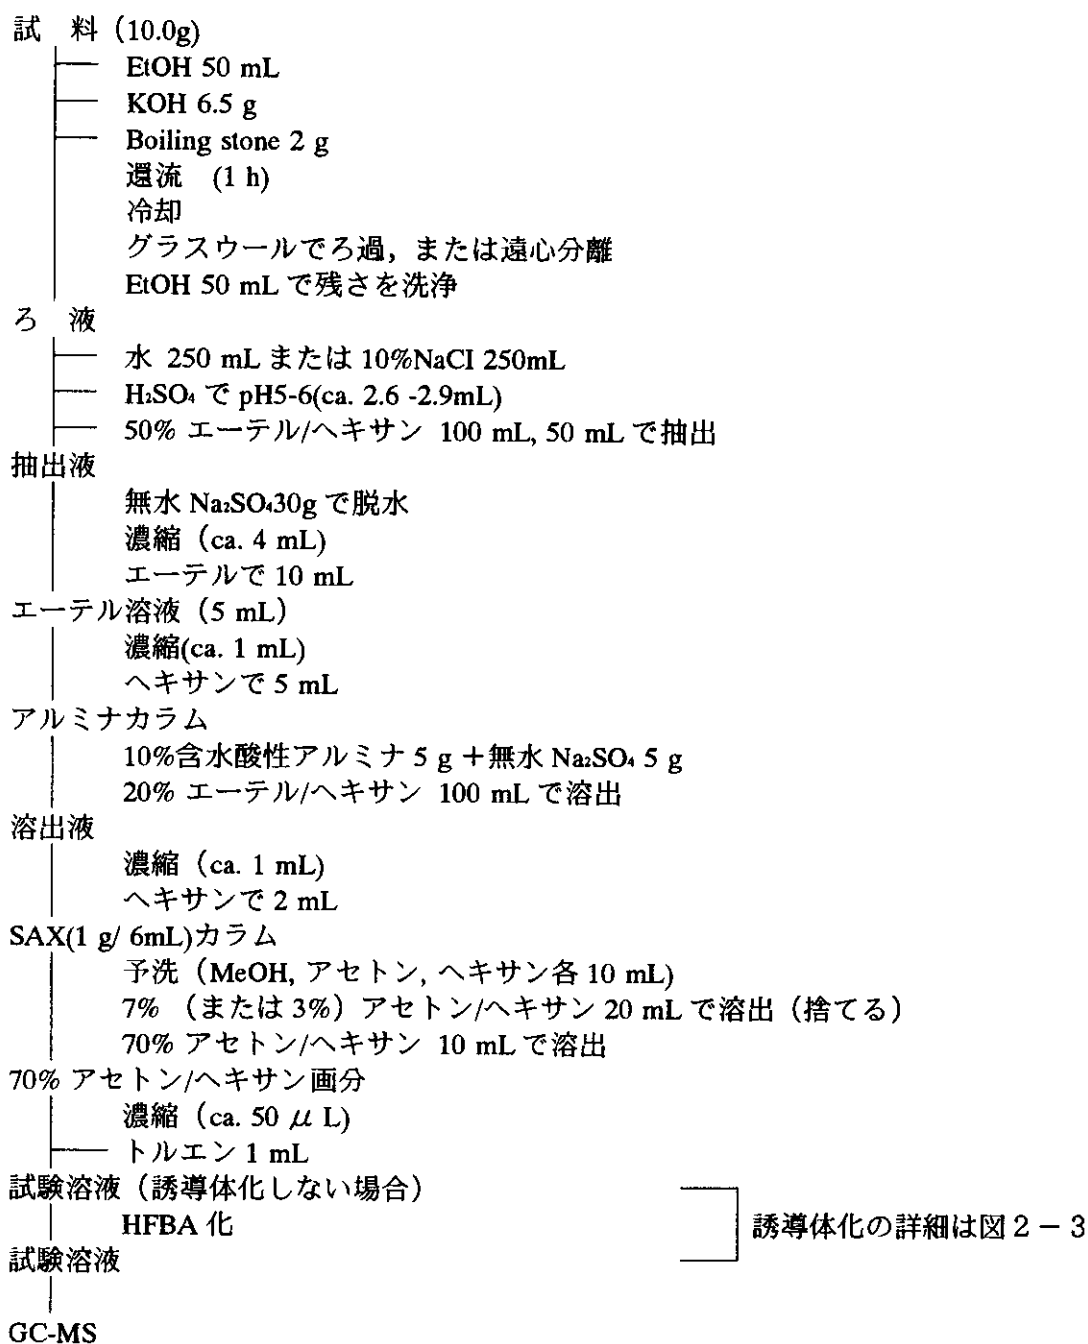 試　料（10.0g)
EtOH 50 mL
KOH 6.5 g
Boiling stone 2 g
還流　(1 h)
冷却
グラスウールでろ過，または遠心分離
EtOH 50 mL で残さを洗浄
ろ　液
水 250 mL または 10%NaCl 250mL
H₂SO₄ で pH5-6(ca. 2.6 -2.9mL)
50% エーテル/ヘキサン 100 mL, 50 mL で抽出
抽出液
無水 Na₂SO₄30g で脱水
濃縮（ca. 4 mL)
エーテルで 10 mL
エーテル溶液（5 mL）
濃縮(ca. 1 mL)
ヘキサンで 5 mL
アルミナカラム
10%含水酸性アルミナ 5 g ＋無水 Na₂SO₄ 5 g
20% エーテル/ヘキサン 100 mL で溶出
溶出液
濃縮（ca. 1 mL)
ヘキサンで 2 mL
SAX(1 g/ 6mL)カラム
予洗（MeOH, アセトン, ヘキサン各 10 mL)
7% （または 3%）アセトン/ヘキサン 20 mL で溶出（捨てる）
70% アセトン/ヘキサン 10 mL で溶出
70% アセトン/ヘキサン画分
濃縮（ca. 50 μ L)
トルエン 1 mL
試験溶液（誘導体化しない場合）
HFBA 化
誘導体化の詳細は図２－３
試験溶液
GC-MS